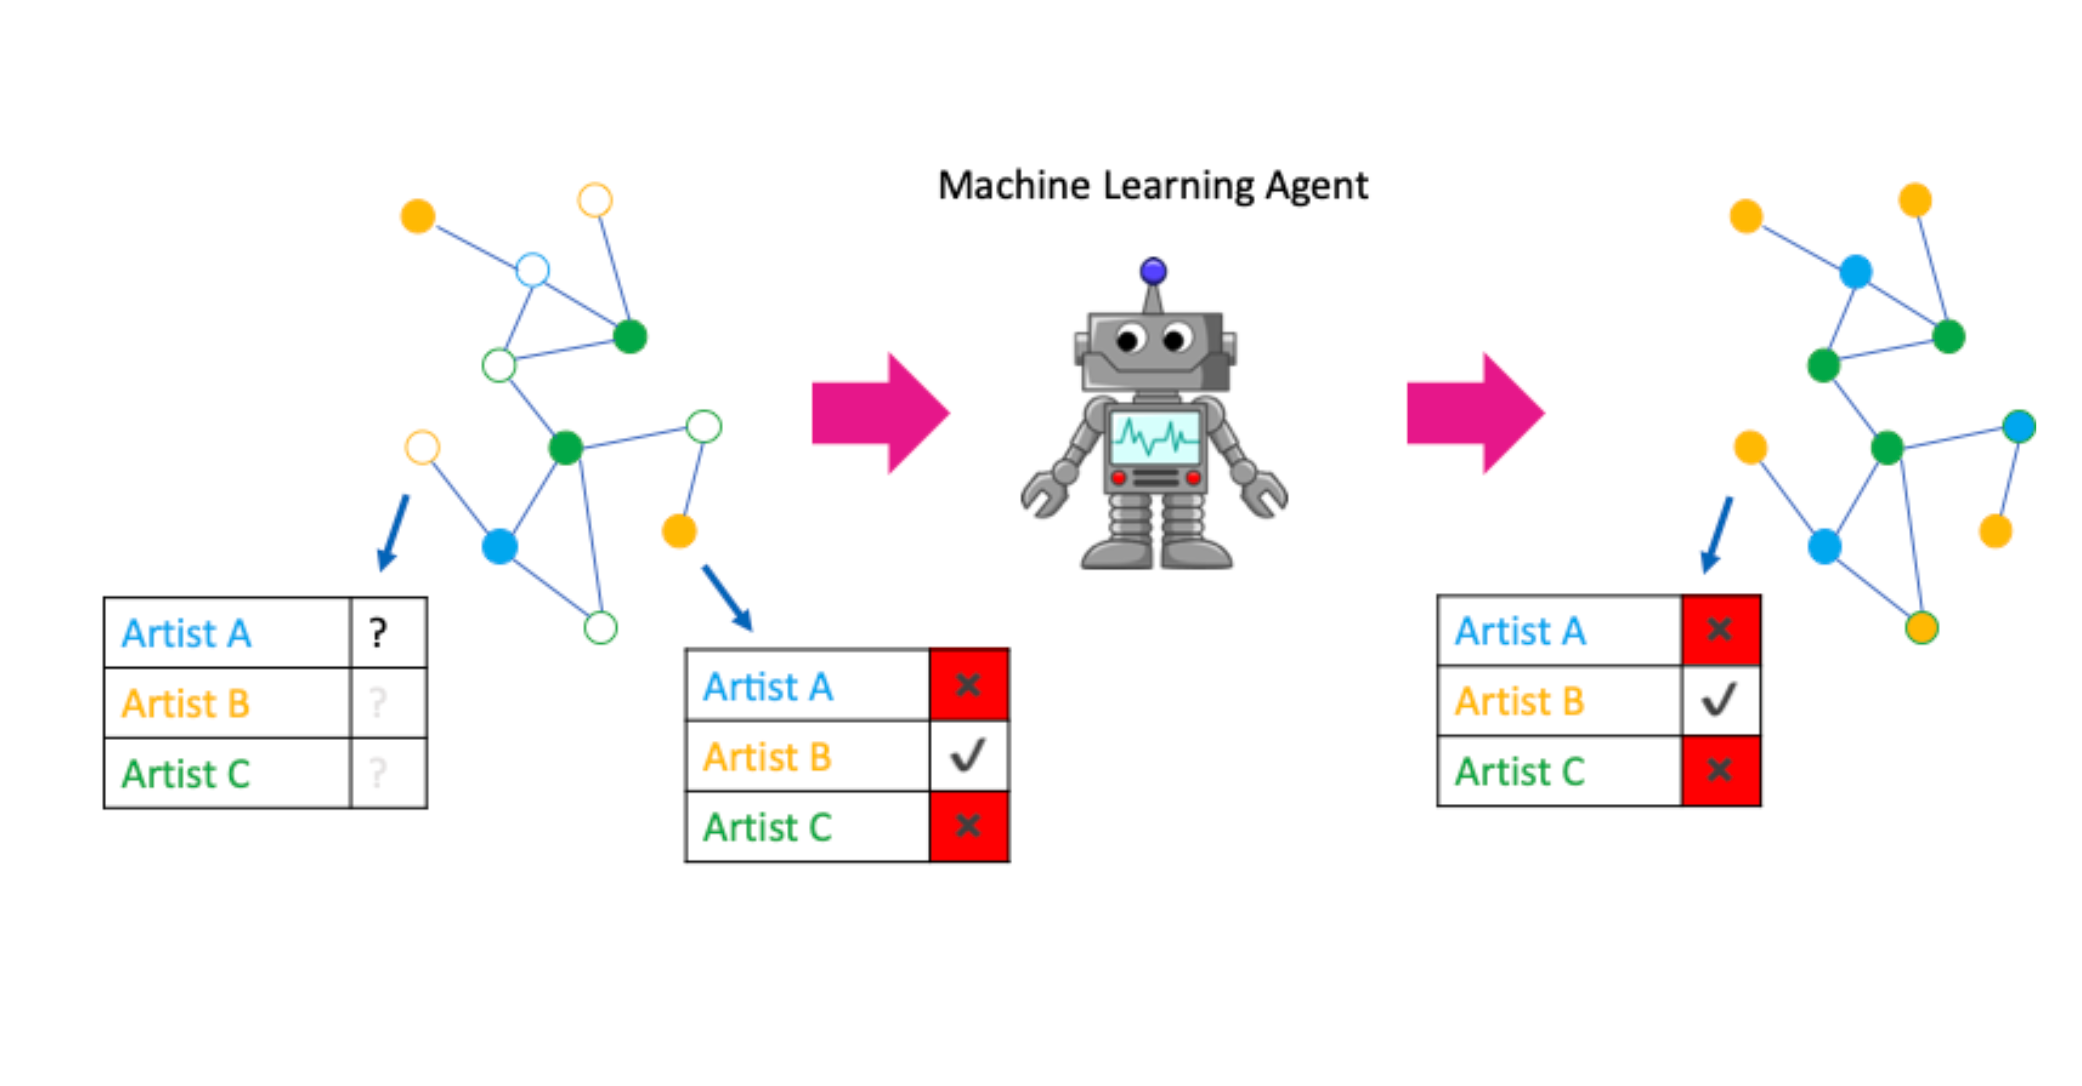 Machine Learning Agent
Artist A ?
Artist B ?
Artist C ?
Artist A ×
Artist B ✓
Artist C ×
Artist A ×
Artist B ✓
Artist C ×